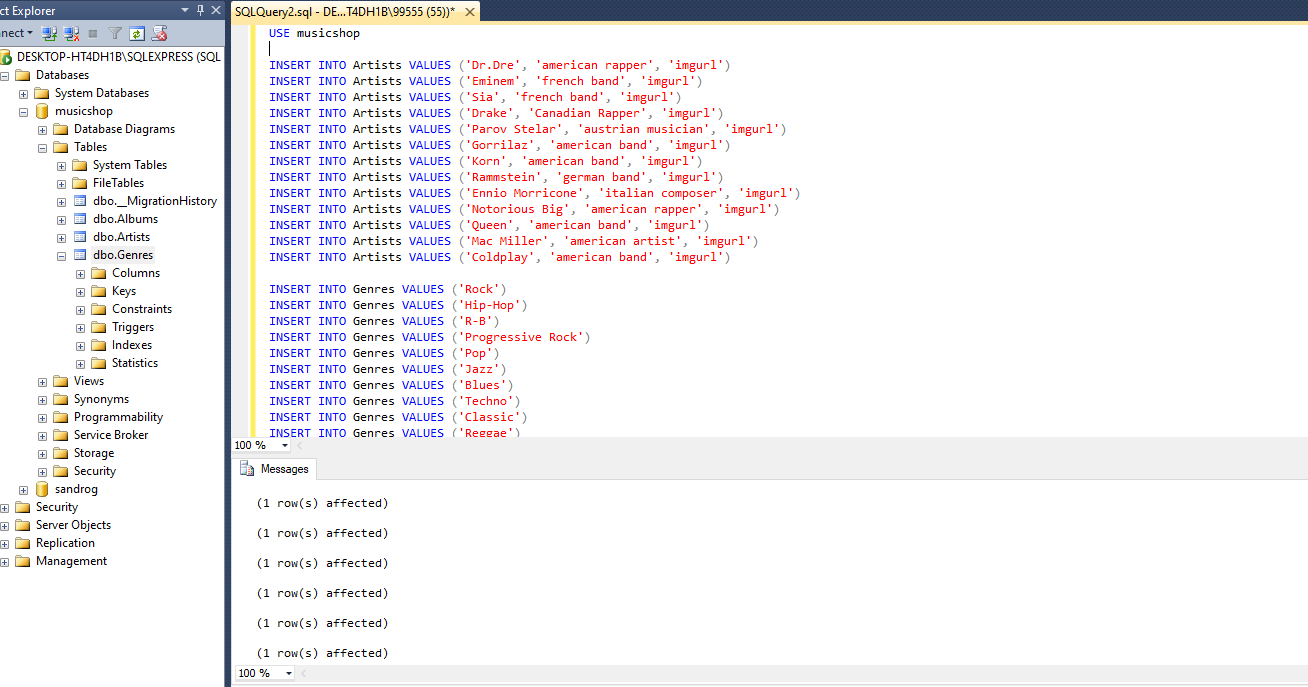 ct Explorer
nnect
DESKTOP-HT4DH1B\SQLEXPRESS (SQL
Databases
System Databases
musicshop
Database Diagrams
Tables
System Tables
FileTables
dbo.__MigrationHistory
dbo.Albums
dbo.Artists
dbo.Genres
Columns
Keys
Constraints
Triggers
Indexes
Statistics
Views
Synonyms
Programmability
Service Broker
Storage
Security
sandrog
Security
Server Objects
Replication
Management
SQLQuery2.sql - DE...T4DH1B\99555 (55))*
USE musicshop
INSERT INTO Artists VALUES ('Dr.Dre', 'american rapper', 'imgurl')
INSERT INTO Artists VALUES ('Eminem', 'french band', 'imgurl')
INSERT INTO Artists VALUES ('Sia', 'french band', 'imgurl')
INSERT INTO Artists VALUES ('Drake', 'Canadian Rapper', 'imgurl')
INSERT INTO Artists VALUES ('Parov Stelar', 'austrian musician', 'imgurl')
INSERT INTO Artists VALUES ('Gorrilaz', 'american band', 'imgurl')
INSERT INTO Artists VALUES ('Korn', 'american band', 'imgurl')
INSERT INTO Artists VALUES ('Rammstein', 'german band', 'imgurl')
INSERT INTO Artists VALUES ('Ennio Morricone', 'italian composer', 'imgurl')
INSERT INTO Artists VALUES ('Notorious Big', 'american rapper', 'imgurl')
INSERT INTO Artists VALUES ('Queen', 'american band', 'imgurl')
INSERT INTO Artists VALUES ('Mac Miller', 'american artist', 'imgurl')
INSERT INTO Artists VALUES ('Coldplay', 'american band', 'imgurl')
INSERT INTO Genres VALUES ('Rock')
INSERT INTO Genres VALUES ('Hip-Hop')
INSERT INTO Genres VALUES ('R-B')
INSERT INTO Genres VALUES ('Progressive Rock')
INSERT INTO Genres VALUES ('Pop')
INSERT INTO Genres VALUES ('Jazz')
INSERT INTO Genres VALUES ('Blues')
INSERT INTO Genres VALUES ('Techno')
INSERT INTO Genres VALUES ('Classic')
INSERT INTO Genres VALUES ('Reggae')
100 %
Messages
(1 row(s) affected)
(1 row(s) affected)
(1 row(s) affected)
(1 row(s) affected)
(1 row(s) affected)
(1 row(s) affected)
100 %